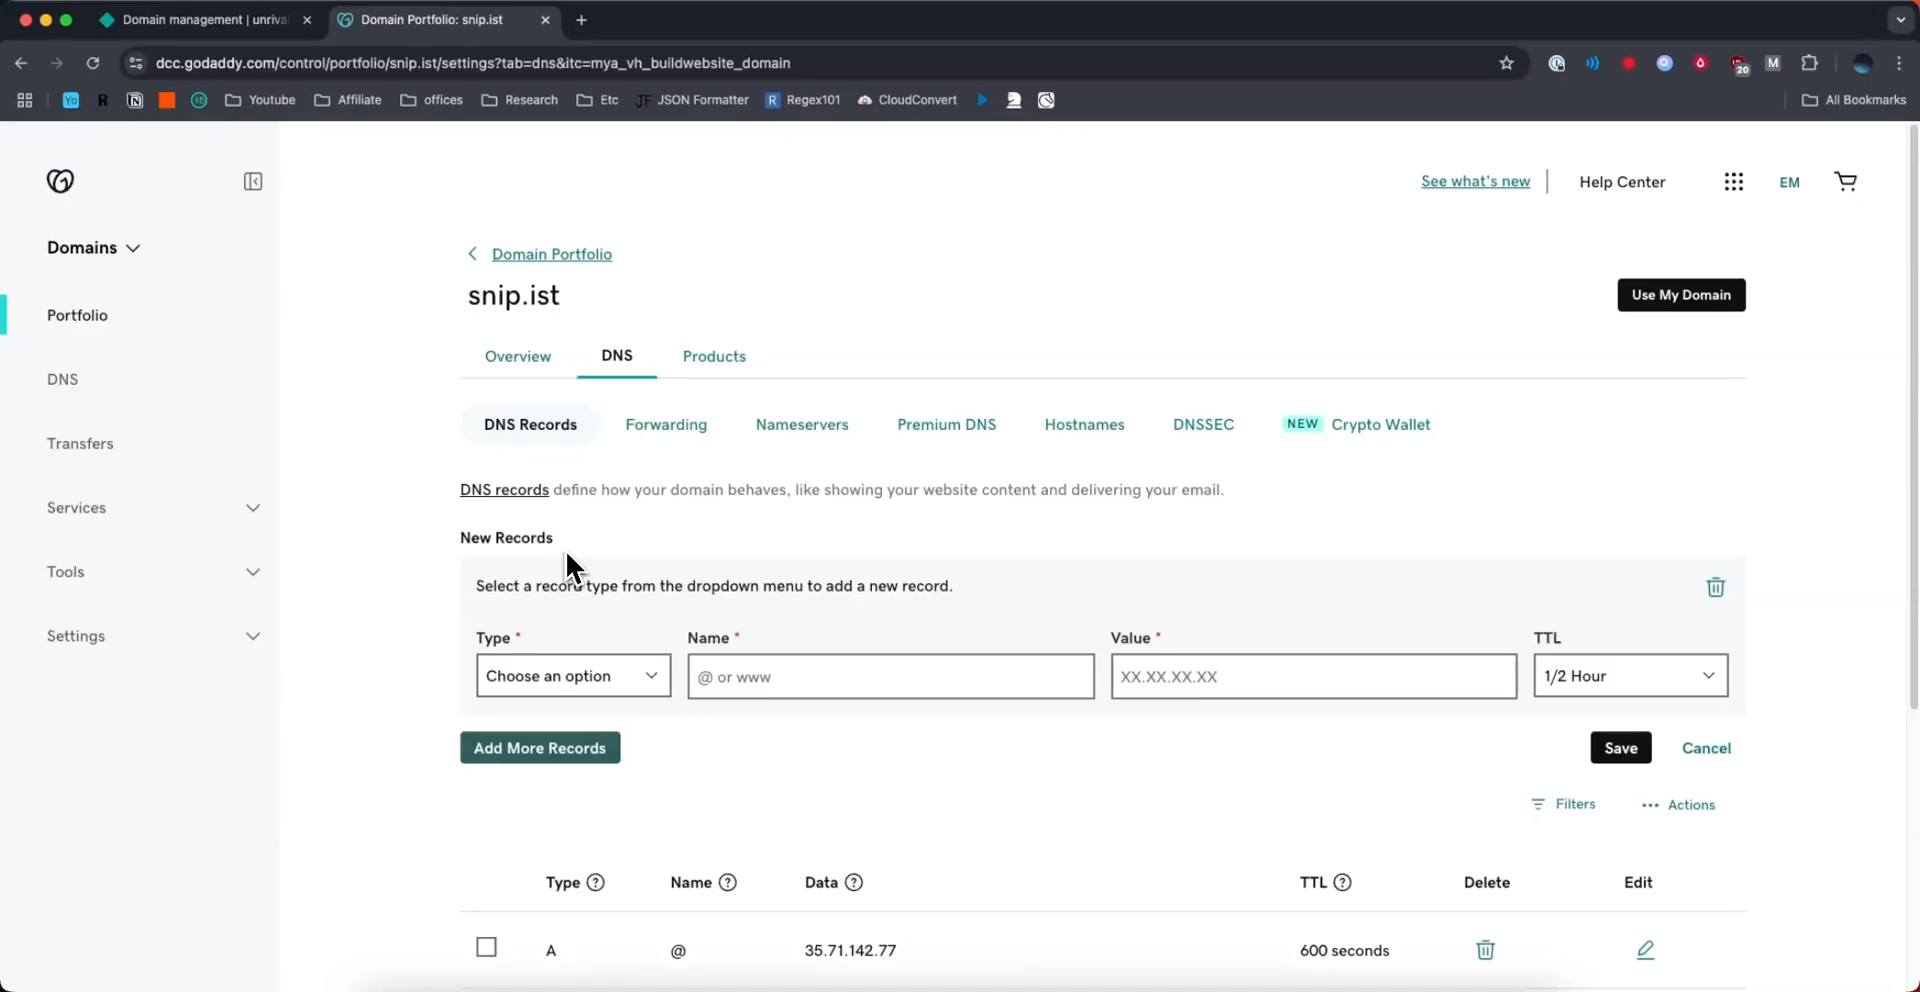 Domain management | unriva
Domain Portfolio: snip.ist
dcc.godaddy.com/control/portfolio/snip.ist/settings?tab=dns&itc=mya_vh_buildwebsite_domain
20
M
Yo
R
Youtube
Affiliate
offices
Research
Etc
JF JSON Formatter
R Regex101
CloudConvert
All Bookmarks
See what's new
Help Center
EM
Domains
Portfolio
DNS
Transfers
Services
Tools
Settings
Domain Portfolio
snip.ist
Use My Domain
Overview
DNS
Products
DNS Records
Forwarding
Nameservers
Premium DNS
Hostnames
DNSSEC
NEW Crypto Wallet
DNS records define how your domain behaves, like showing your website content and delivering your email.
New Records
Select a record type from the dropdown menu to add a new record.
Type *
Name *
Value *
TTL
Choose an option
@ or www
XX.XX.XX.XX
1/2 Hour
Add More Records
Save
Cancel
Filters
Actions
Type ?
Name ?
Data ?
TTL ?
Delete
Edit
A
@
35.71.142.77
600 seconds